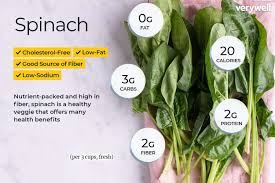 verywell
Spinach
✓ Cholesterol-Free ✓ Low-Fat
✓ Good Source of Fiber
✓ Low-Sodium
Nutrient-packed and high in
fiber, spinach is a healthy
veggie that offers many
health benefits
(per 3 cups, fresh)
0G
FAT
20
CALORIES
3G
CARBS
2G
PROTEIN
2G
FIBER